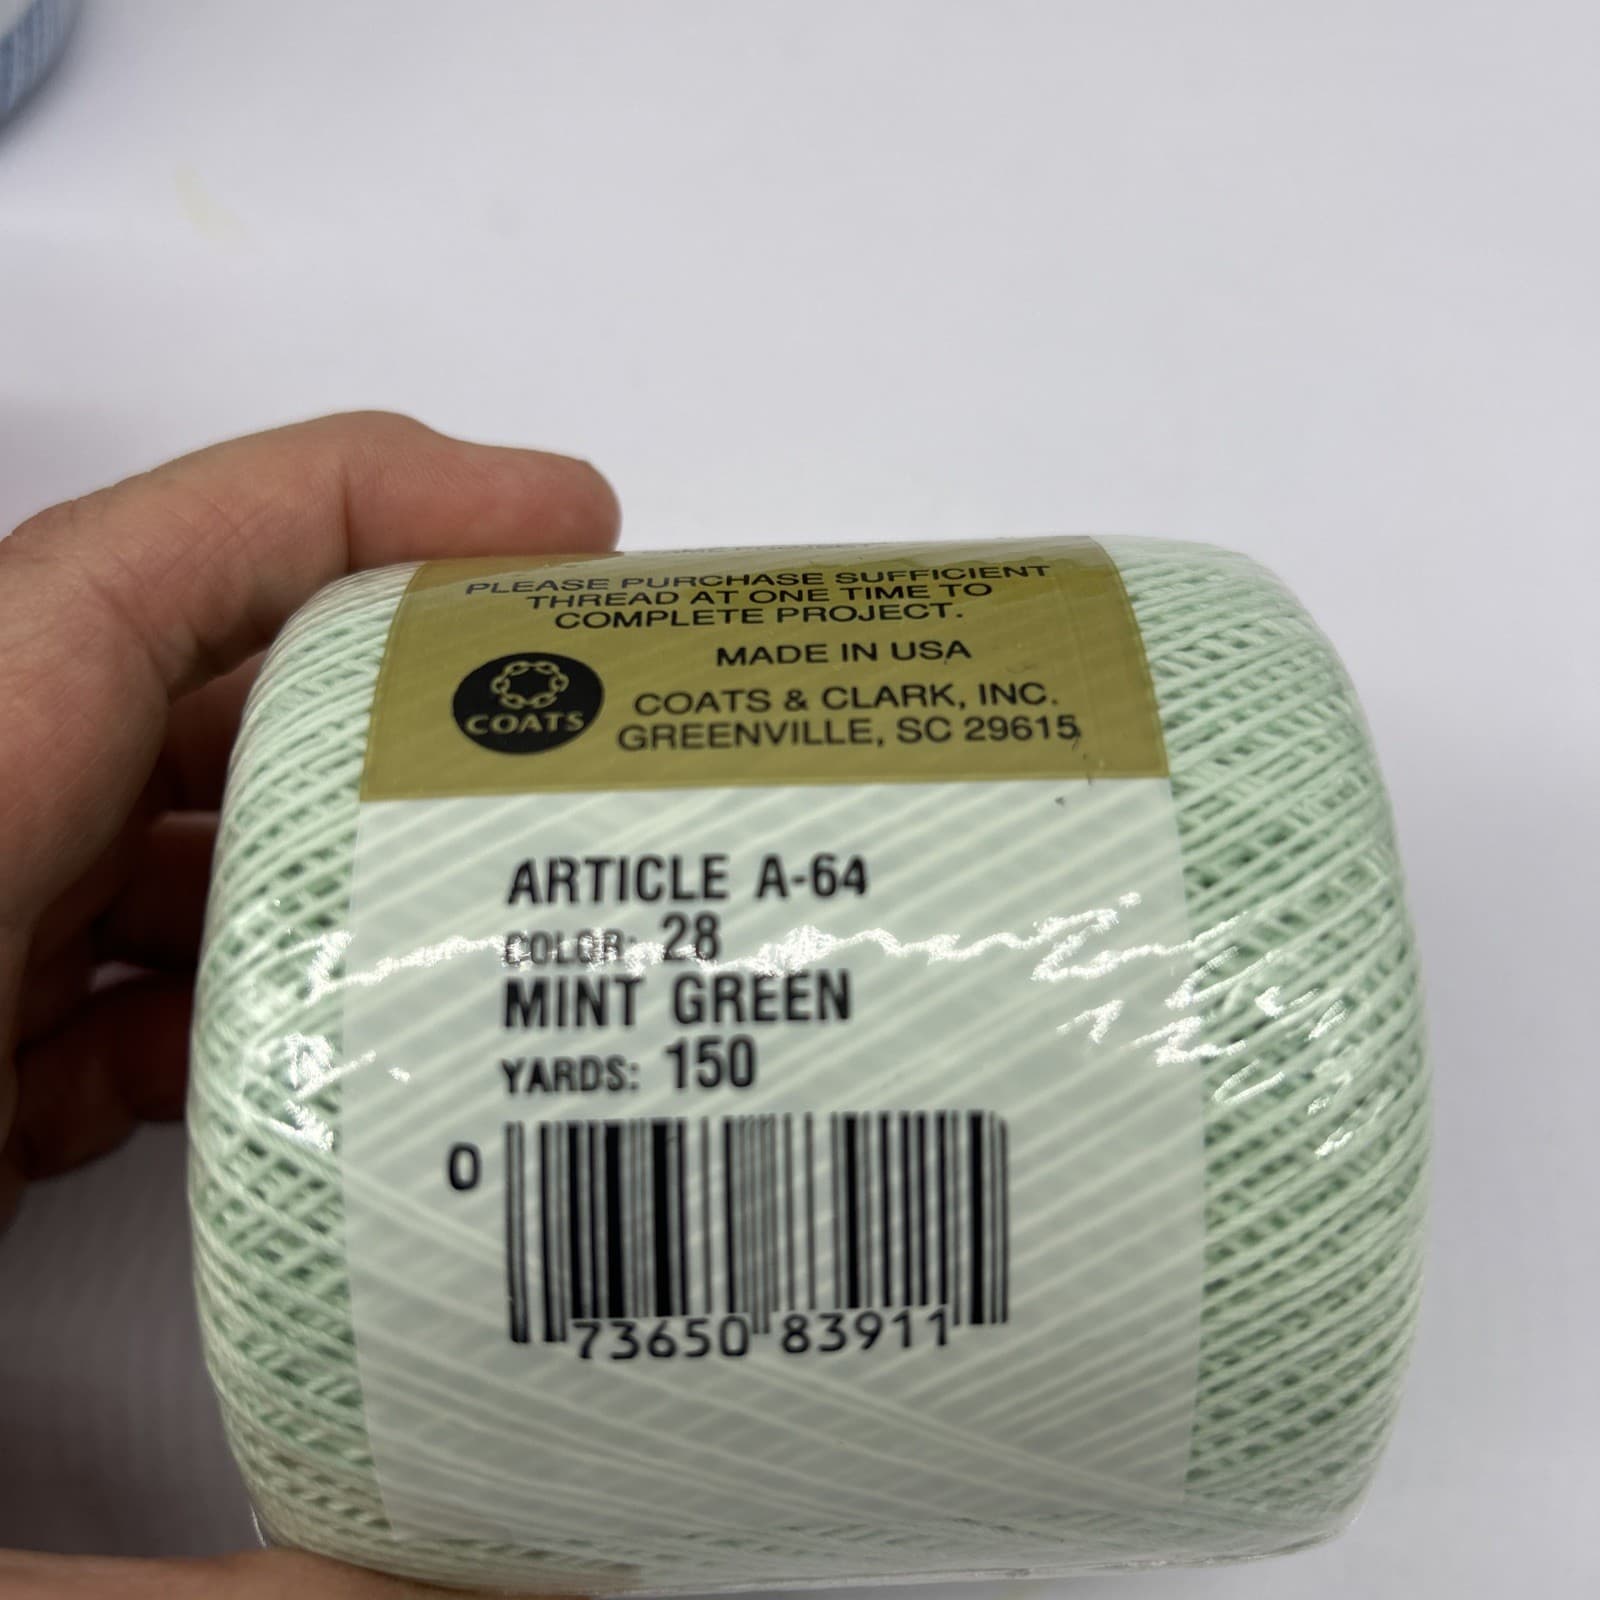 PLEASE PURCHASE SUFFICIENT
THREAD AT ONE TIME TO
COMPLETE PROJECT.
MADE IN USA
COATS
COATS & CLARK, INC.
GREENVILLE, SC 29615
ARTICLE A-64
COLOR: 28
MINT GREEN
YARDS: 150
0 73650 83911